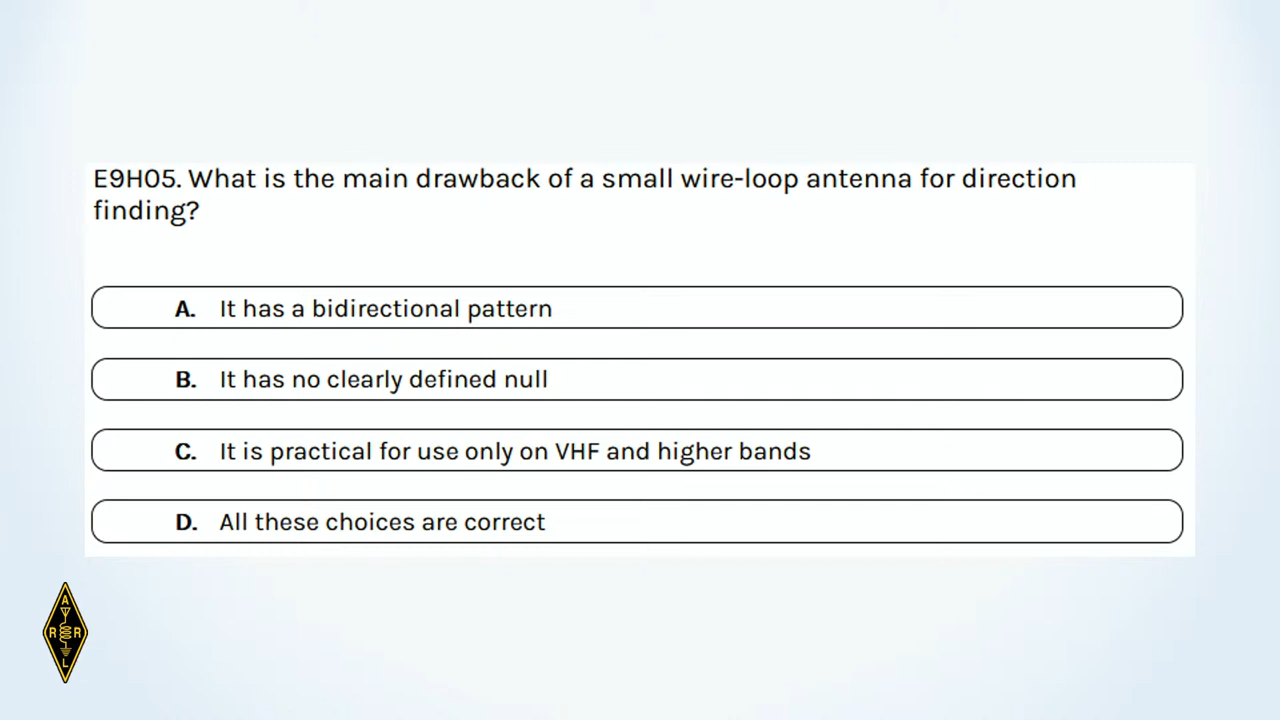 E9H05. What is the main drawback of a small wire-loop antenna for direction
finding?
A. It has a bidirectional pattern
B. It has no clearly defined null
C. It is practical for use only on VHF and higher bands
D. All these choices are correct
A
R R
L